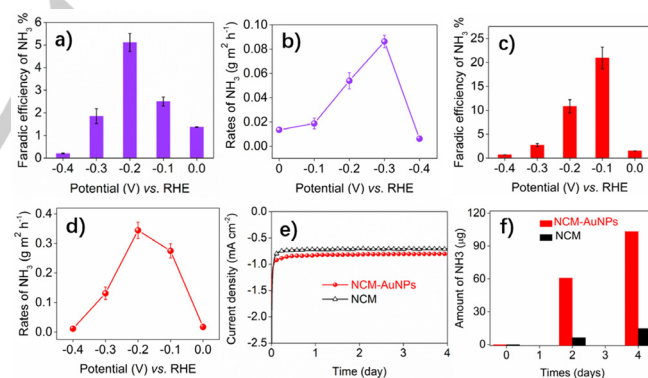 a)
Faradic efficiency of NH3 %
6
5
4
3
2
1
0
-0.4 -0.3 -0.2 -0.1 0.0
Potential (V) vs. RHE
b)
Rates of NH3 (g m2 h-1)
0.10
0.08
0.06
0.04
0.02
0.00
0 -0.1 -0.2 -0.3 -0.4
Potential (V) vs. RHE
c)
Faradic efficiency of NH3 %
25
20
15
10
5
0
-0.4 -0.3 -0.2 -0.1 0.0
Potential (V) vs. RHE
d)
Rates of NH3 (g m2 h-1)
0.4
0.3
0.2
0.1
0.0
-0.4 -0.3 -0.2 -0.1 0.0
Potential (V) vs. RHE
e)
Current density (mA cm-2)
0.0
-0.5
-1.0
-1.5
-2.0
-2.5
NCM-AuNPs
NCM
0 1 2 3 4
Time (day)
f)
Amount of NH3 (μg)
120
90
60
30
0
NCM-AuNPs
NCM
0 1 2 3 4
Times (days)